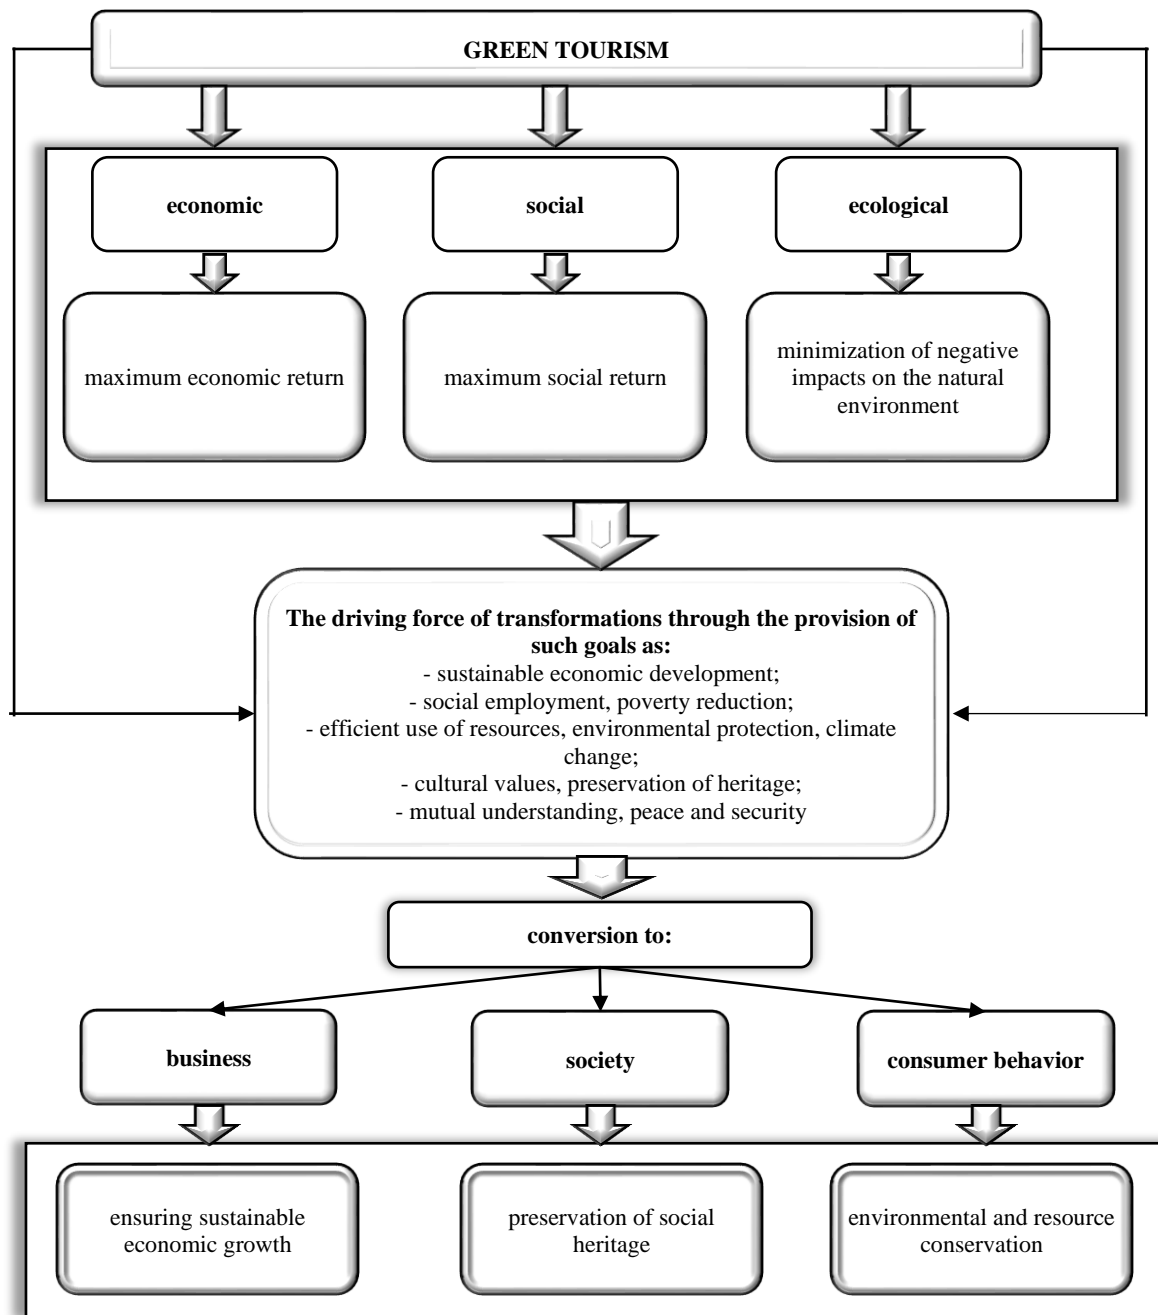 GREEN TOURISM
economic
social
ecological
maximum economic return
maximum social return
minimization of negative
impacts on the natural
environment
The driving force of transformations through the provision of
such goals as:
- sustainable economic development;
- social employment, poverty reduction;
- efficient use of resources, environmental protection, climate
change;
- cultural values, preservation of heritage;
- mutual understanding, peace and security
conversion to:
business
society
consumer behavior
ensuring sustainable
economic growth
preservation of social
heritage
environmental and resource
conservation